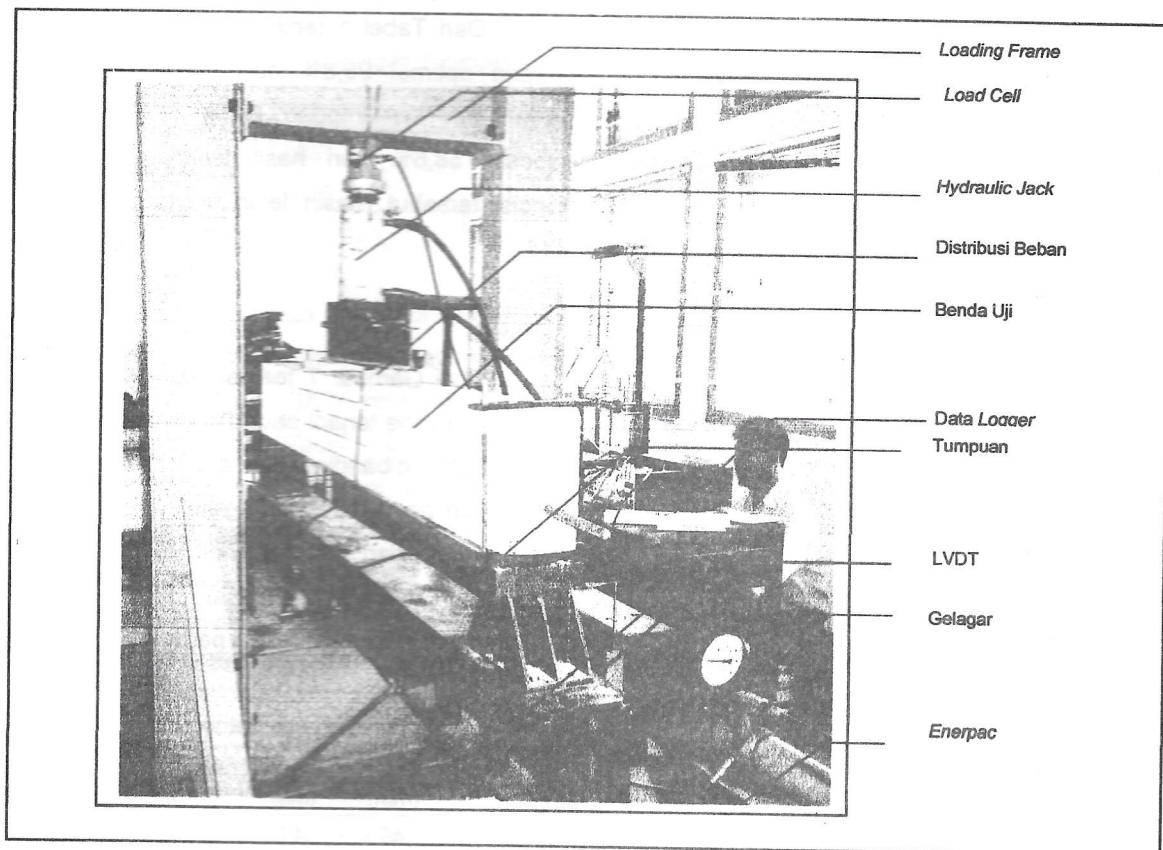 Loading Frame
Load Cell
Hydraulic Jack
Distribusi Beban
Benda Uji
Data Logger
Tumpuan
LVDT
Gelagar
Enerpac